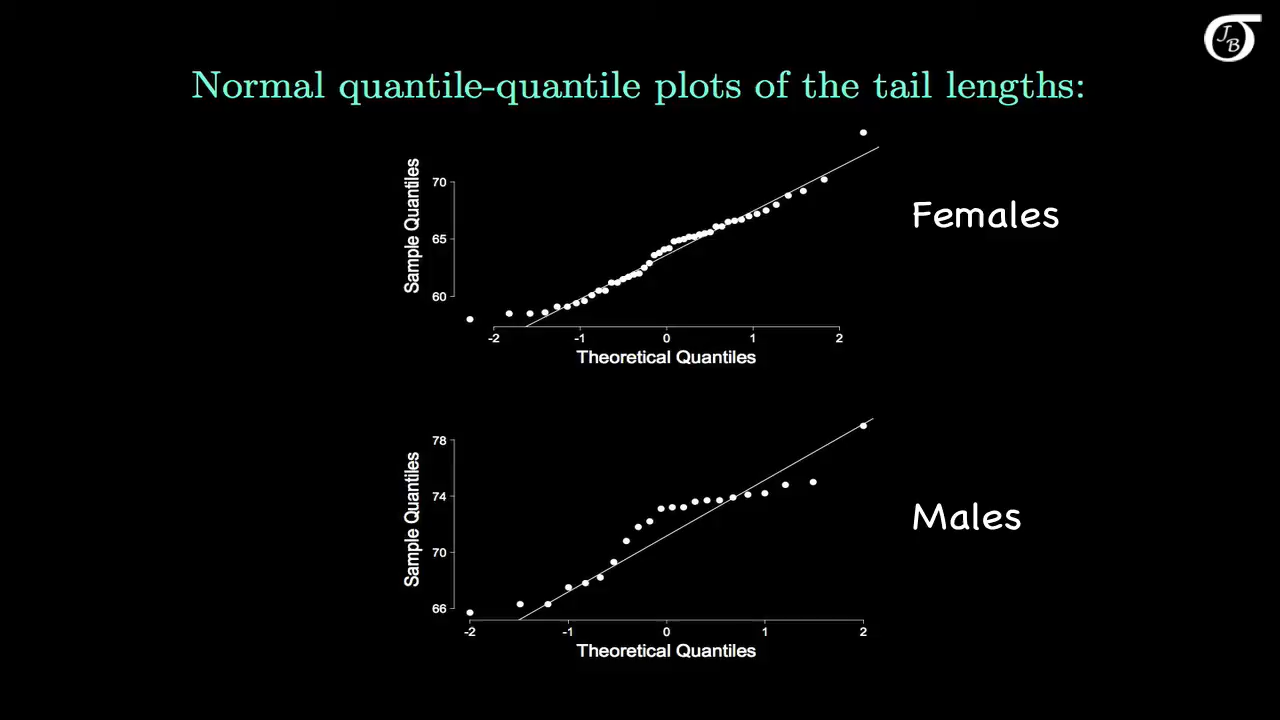 JB
Normal quantile-quantile plots of the tail lengths:
Sample Quantiles
70
65
60
-2 -1 0 1 2
Theoretical Quantiles
Females
Sample Quantiles
78
74
70
66
-2 -1 0 1 2
Theoretical Quantiles
Males